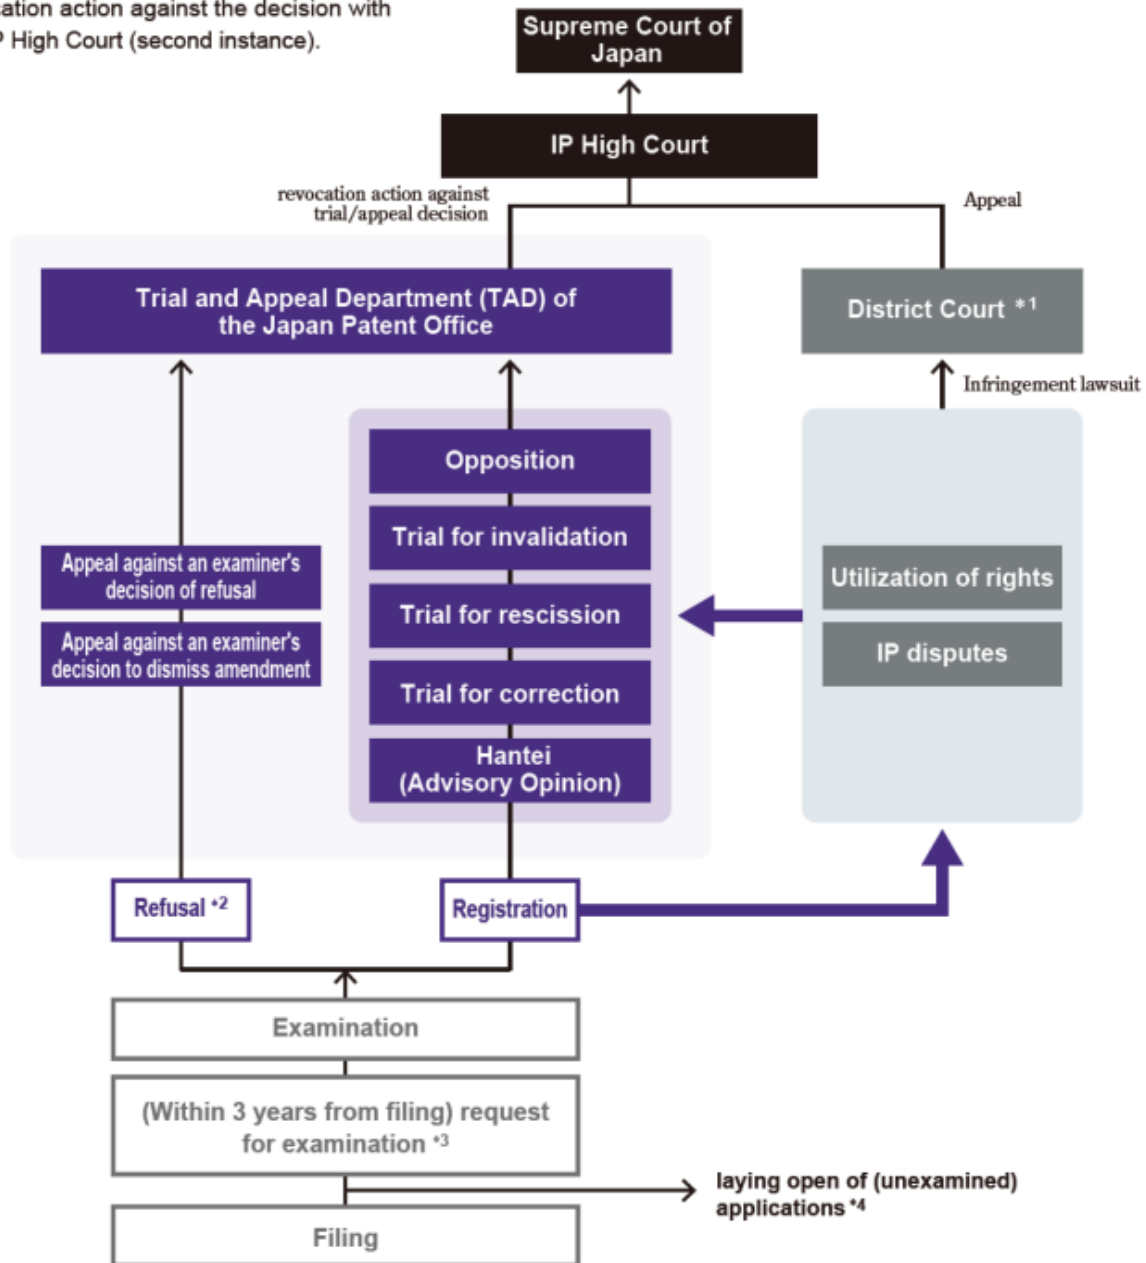 action against the decision with
High Court (second instance).
Supreme Court of
Japan
IP High Court
revocation action against
trial/appeal decision
Appeal
Trial and Appeal Department (TAD) of
the Japan Patent Office
District Court *1
Infringement lawsuit
Opposition
Trial for invalidation
Trial for rescission
Trial for correction
Hantei
(Advisory Opinion)
Appeal against an examiner's
decision of refusal
Appeal against an examiner's
decision to dismiss amendment
Utilization of rights
IP disputes
Refusal *2
Registration
Examination
(Within 3 years from filing) request
for examination *3
laying open of (unexamined)
applications *4
Filing